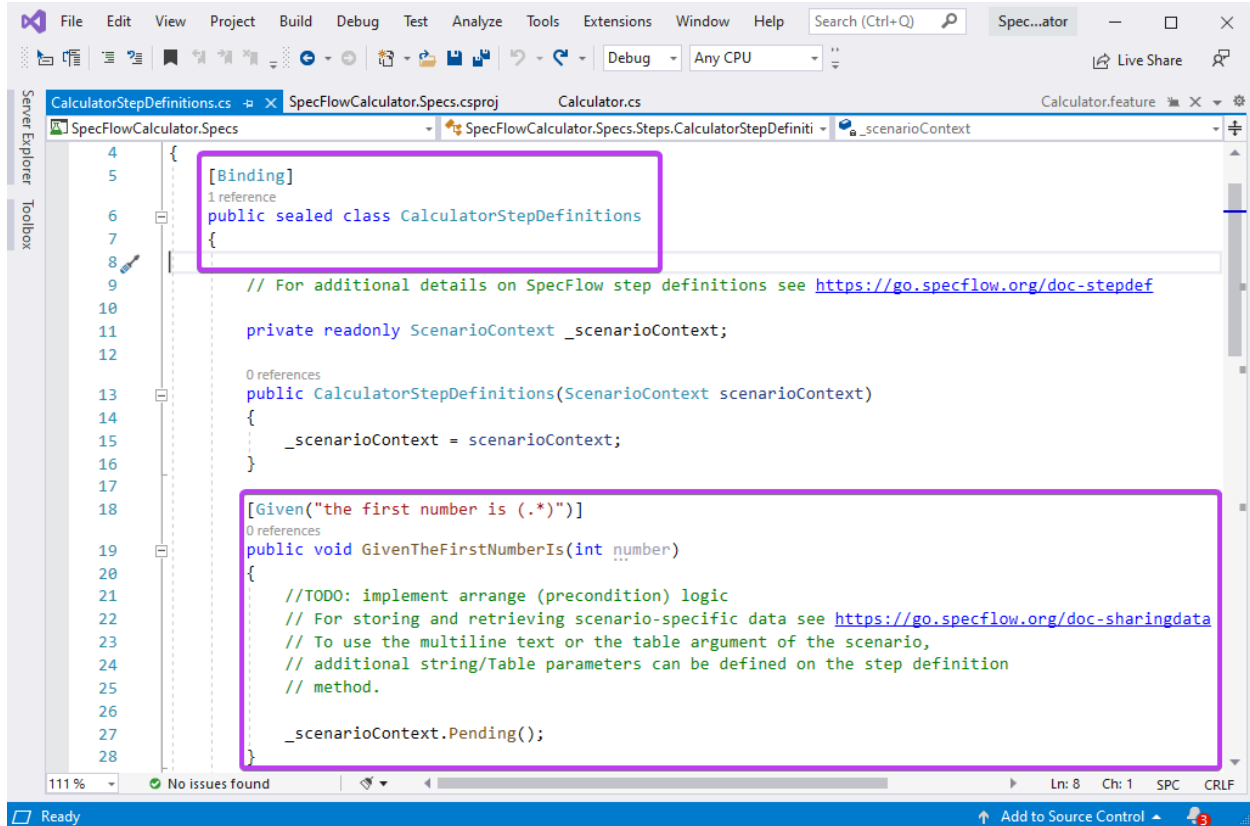 File Edit View Project Build Debug Test Analyze Tools Extensions Window Help Search (Ctrl+Q) Spec...ator
Debug Any CPU Live Share
Server Explorer
Toolbox
CalculatorStepDefinitions.cs SpecFlowCalculator.Specs.csproj Calculator.cs Calculator.feature
SpecFlowCalculator.Specs SpecFlowCalculator.Specs.Steps.CalculatorStepDefiniti _scenarioContext
4 {
5 [Binding]
1 reference
6 public sealed class CalculatorStepDefinitions
7 {
8
9 // For additional details on SpecFlow step definitions see https://go.specflow.org/doc-stepdef
10
11 private readonly ScenarioContext _scenarioContext;
12
0 references
13 public CalculatorStepDefinitions(ScenarioContext scenarioContext)
14 {
15 _scenarioContext = scenarioContext;
16 }
17
18 [Given("the first number is (.*)")]
0 references
19 public void GivenTheFirstNumberIs(int number)
20 {
21 //TODO: implement arrange (precondition) logic
22 // For storing and retrieving scenario-specific data see https://go.specflow.org/doc-sharingdata
23 // To use the multiline text or the table argument of the scenario,
24 // additional string/Table parameters can be defined on the step definition
25 // method.
26
27 _scenarioContext.Pending();
28 }
111 % No issues found Ln: 8 Ch: 1 SPC CRLF
Ready Add to Source Control 3